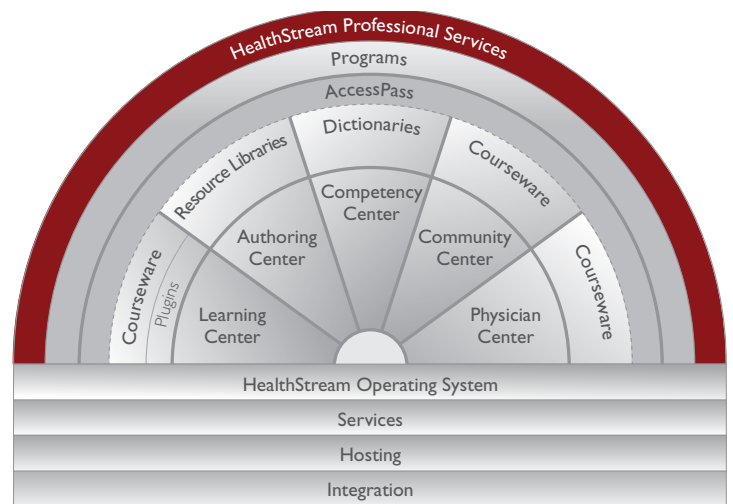 HealthStream Professional Services
Programs
AccessPass
Dictionaries
Resource Libraries
Courseware
Competency
Center
Authoring
Center
Community
Center
Courseware
Plugins
Learning
Center
Physician
Center
Courseware
HealthStream Operating System
Services
Hosting
Integration